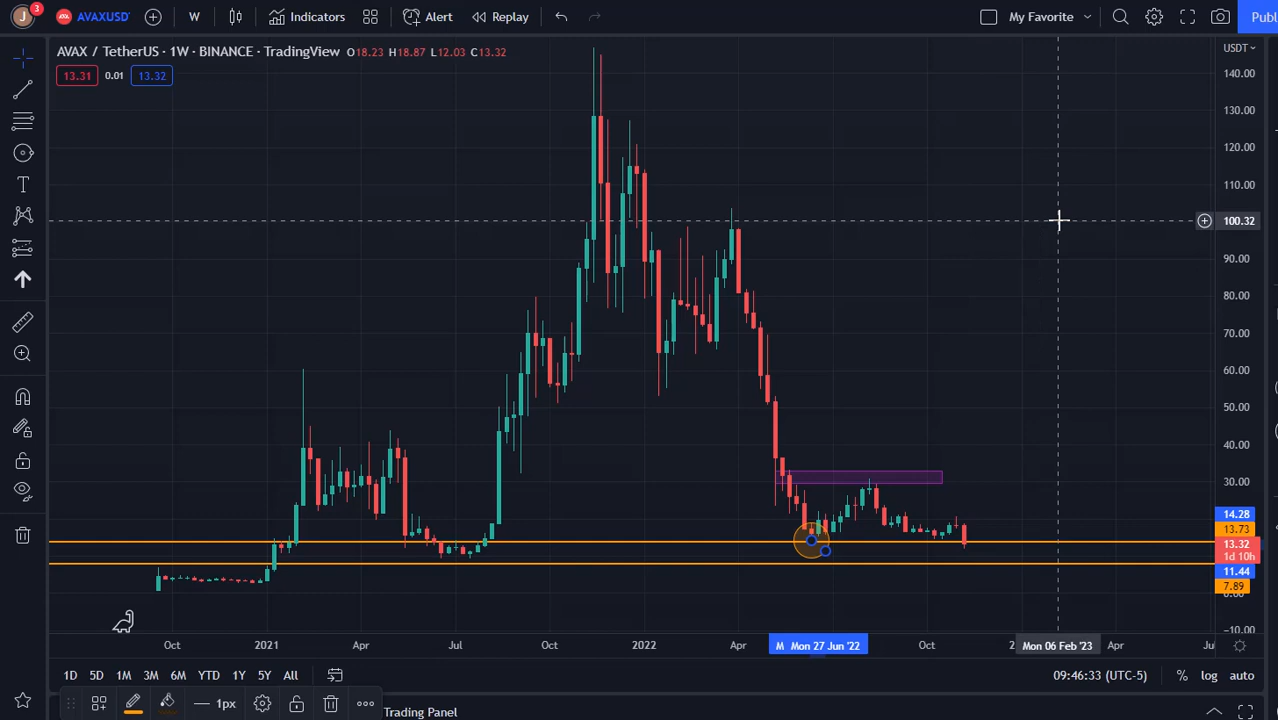 J 3 AVAXUSD W Indicators Alert Replay My Favorite Publ
AVAX / TetherUS · 1W · BINANCE · TradingView O18.23 H18.87 L12.03 C13.32
USDT
13.31 0.01 13.32
140.00
130.00
120.00
110.00
100.32
90.00
80.00
70.00
60.00
50.00
40.00
30.00
14.28
13.73
13.32
1d 10h
11.44
7.89
0.00
−10.00
Oct 2021 Apr Jul Oct 2022 Apr M Mon 27 Jun '22 Oct 2 Mon 06 Feb '23 Apr Ju
1D 5D 1M 3M 6M YTD 1Y 5Y All 09:46:33 (UTC-5) % log auto
1px
Trading Panel